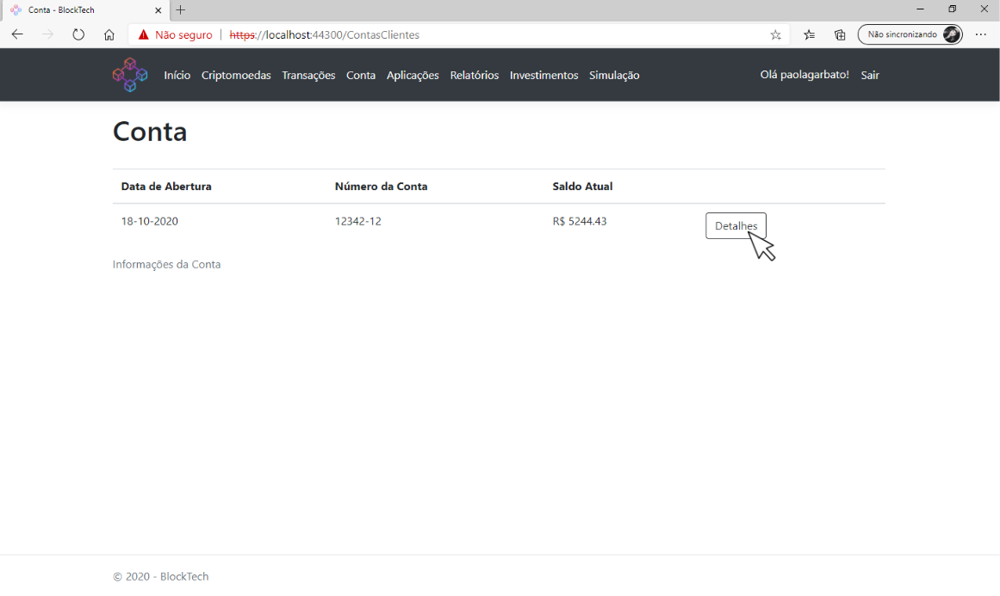 Conta - BlockTech
Não seguro | https://localhost:44300/ContasClientes
Não sincronizando
Início Criptomoedas Transações Conta Aplicações Relatórios Investimentos Simulação Olá paolagarbato! Sair
Conta
Data de Abertura Número da Conta Saldo Atual
18-10-2020 12342-12 R$ 5244.43 Detalhes
Informações da Conta
© 2020 - BlockTech